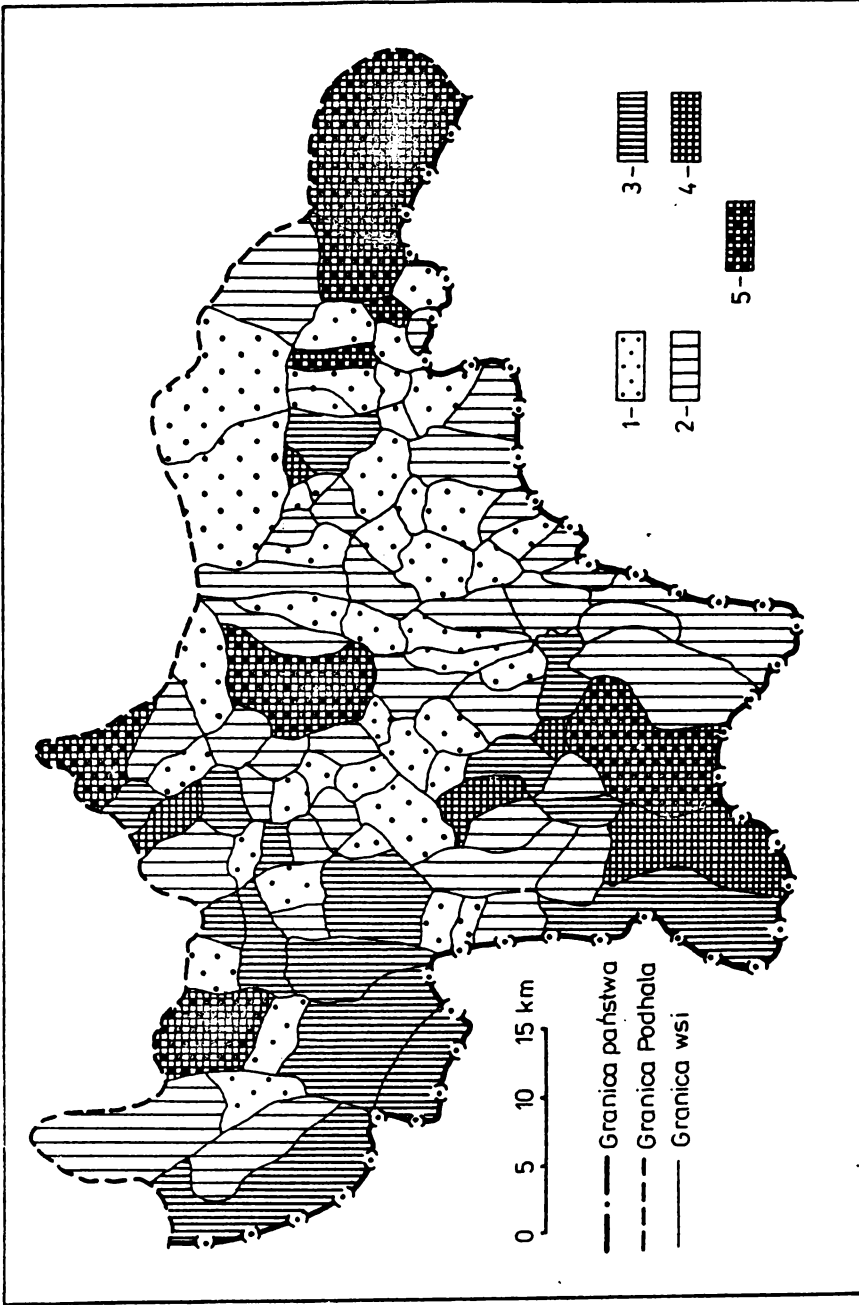 0 5 10 15 km
Granica państwa
Granica Podhala
Granica wsi
1-
2-
3-
4-
5-